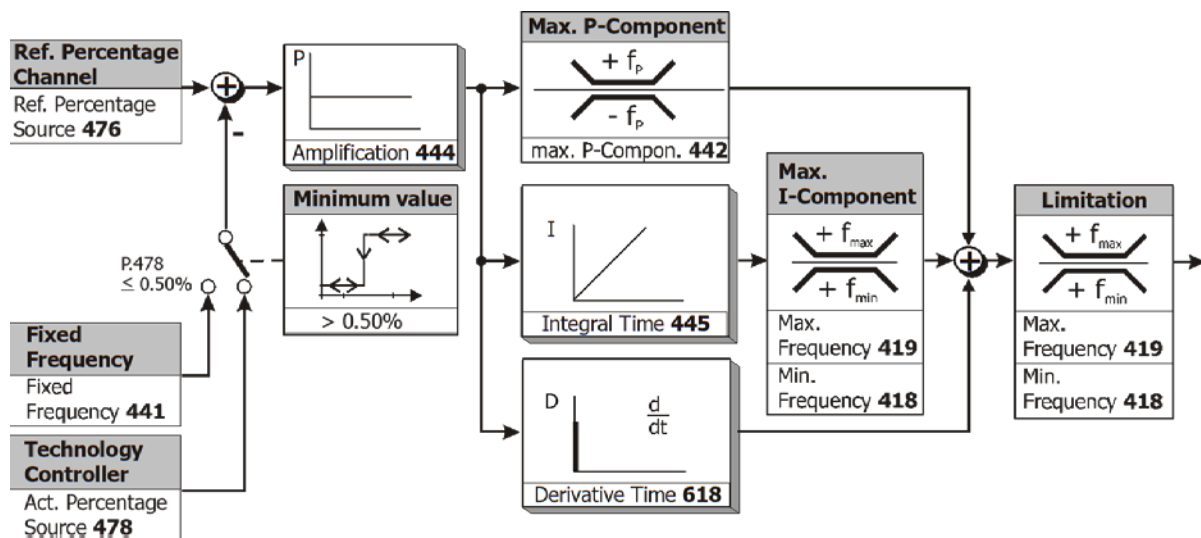 Ref. Percentage
Channel
Ref. Percentage
Source 476
+
-
P
Amplification 444
Max. P-Component
+ fP
- fP
max. P-Compon. 442
Minimum value
> 0.50%
P.478
≤ 0.50%
I
Integral Time 445
Max.
I-Component
+ fmax
+ fmin
Max.
Frequency 419
Min.
Frequency 418
+
Limitation
+ fmax
+ fmin
Max.
Frequency 419
Min.
Frequency 418
Fixed
Frequency
Fixed
Frequency 441
D
d
dt
Derivative Time 618
Technology
Controller
Act. Percentage
Source 478